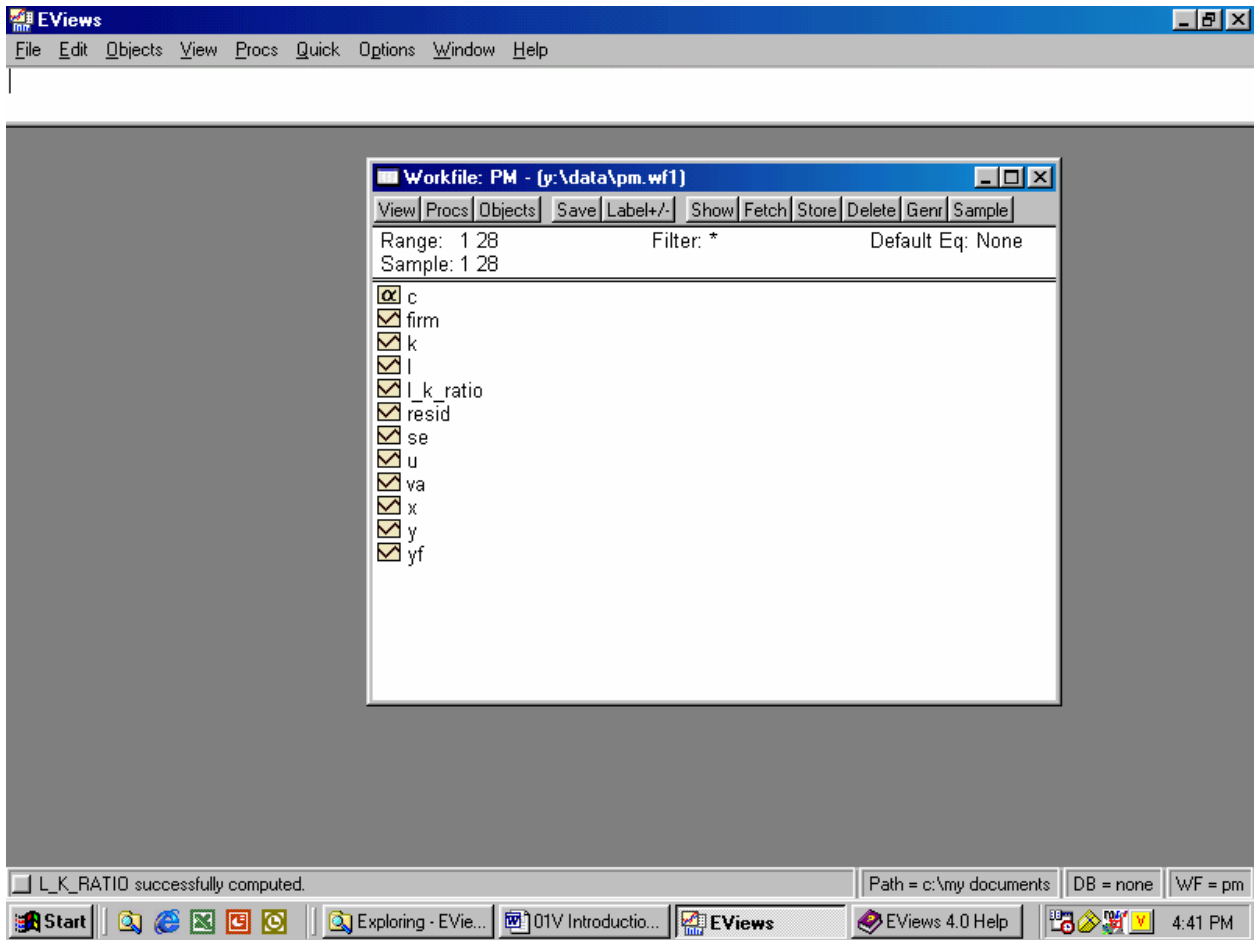 EViews
File Edit Objects View Procs Quick Options Window Help
Workfile: PM - (y:\data\pm.wf1)
View Procs Objects Save Label+/- Show Fetch Store Delete Genr Sample
Range: 1 28 Filter: * Default Eq: None
Sample: 1 28
α c
firm
k
l
l_k_ratio
resid
se
u
va
x
y
yf
L_K_RATIO successfully computed. Path = c:\my documents DB = none WF = pm
Start Exploring - EVie... 01V Introductio... EViews EViews 4.0 Help V 4:41 PM